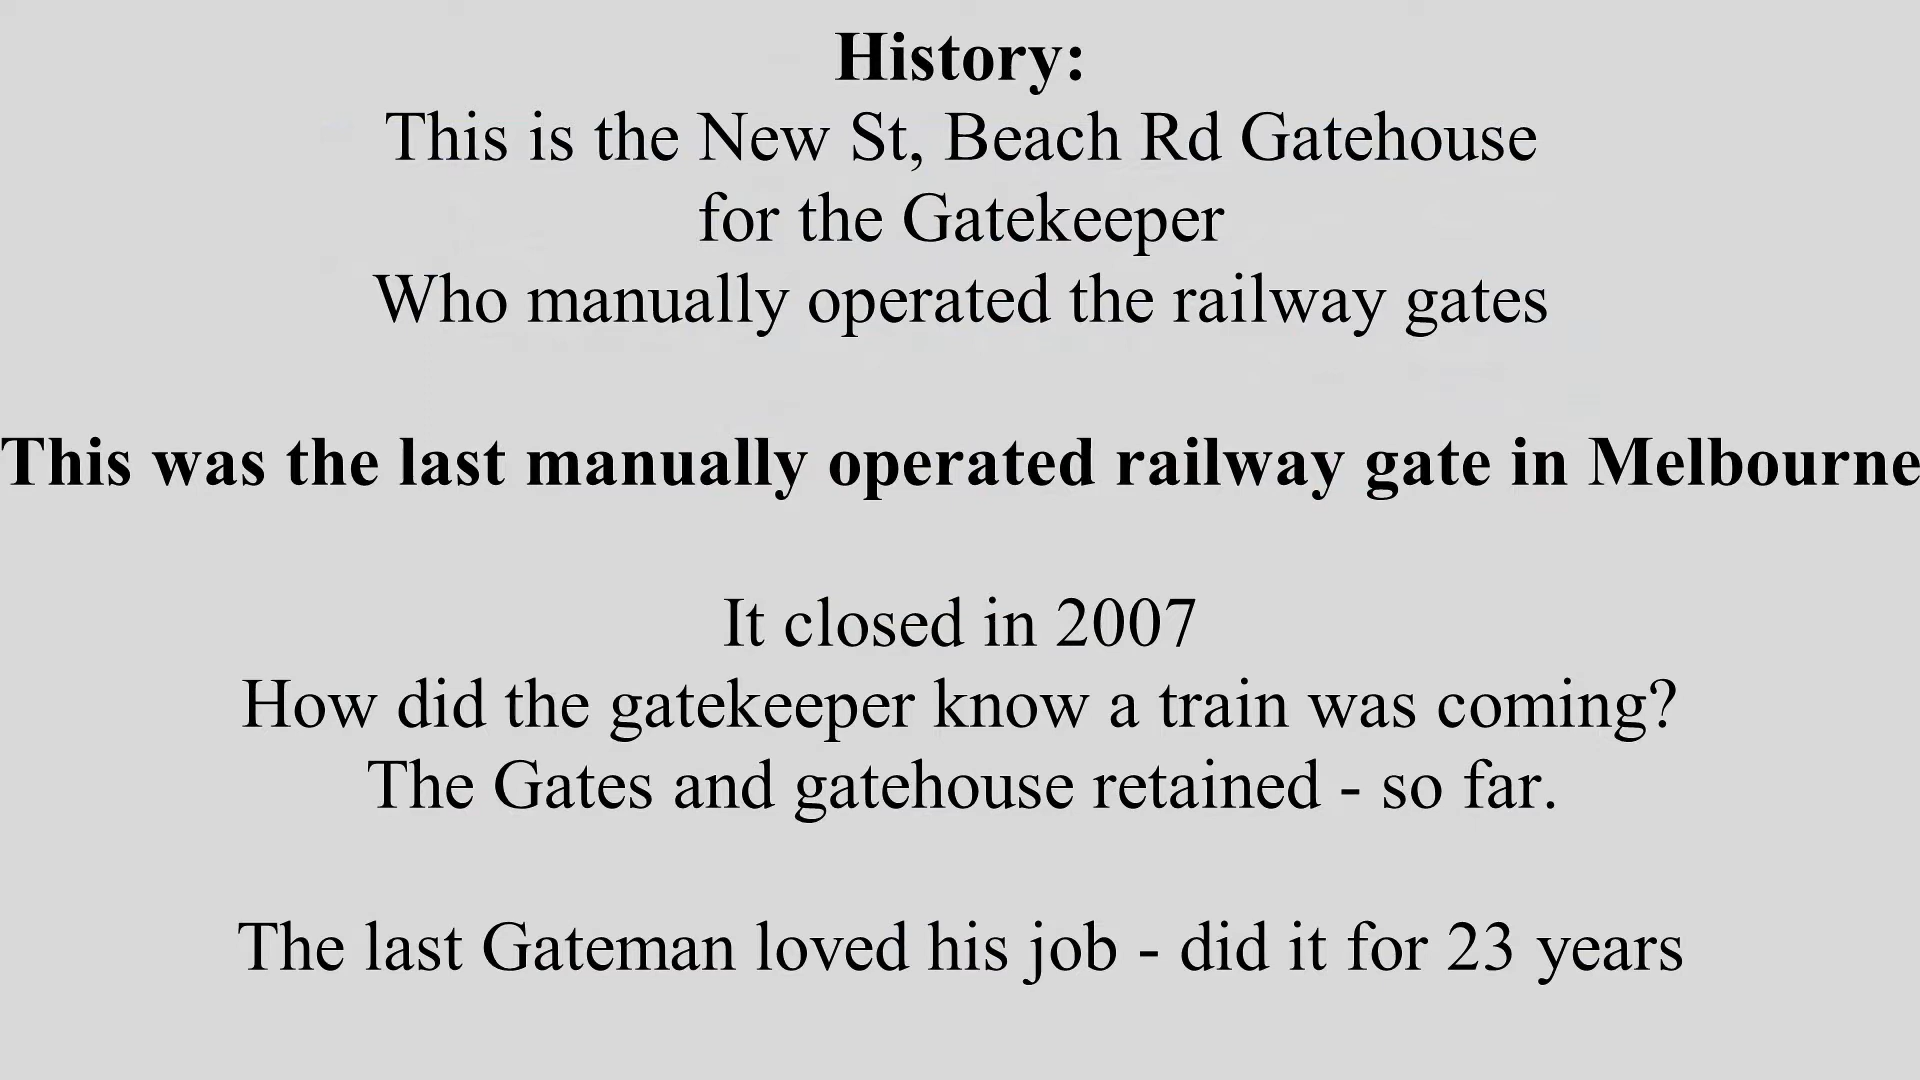 History:
This is the New St, Beach Rd Gatehouse
for the Gatekeeper
Who manually operated the railway gates
This was the last manually operated railway gate in Melbourne
It closed in 2007
How did the gatekeeper know a train was coming?
The Gates and gatehouse retained - so far.
The last Gateman loved his job - did it for 23 years